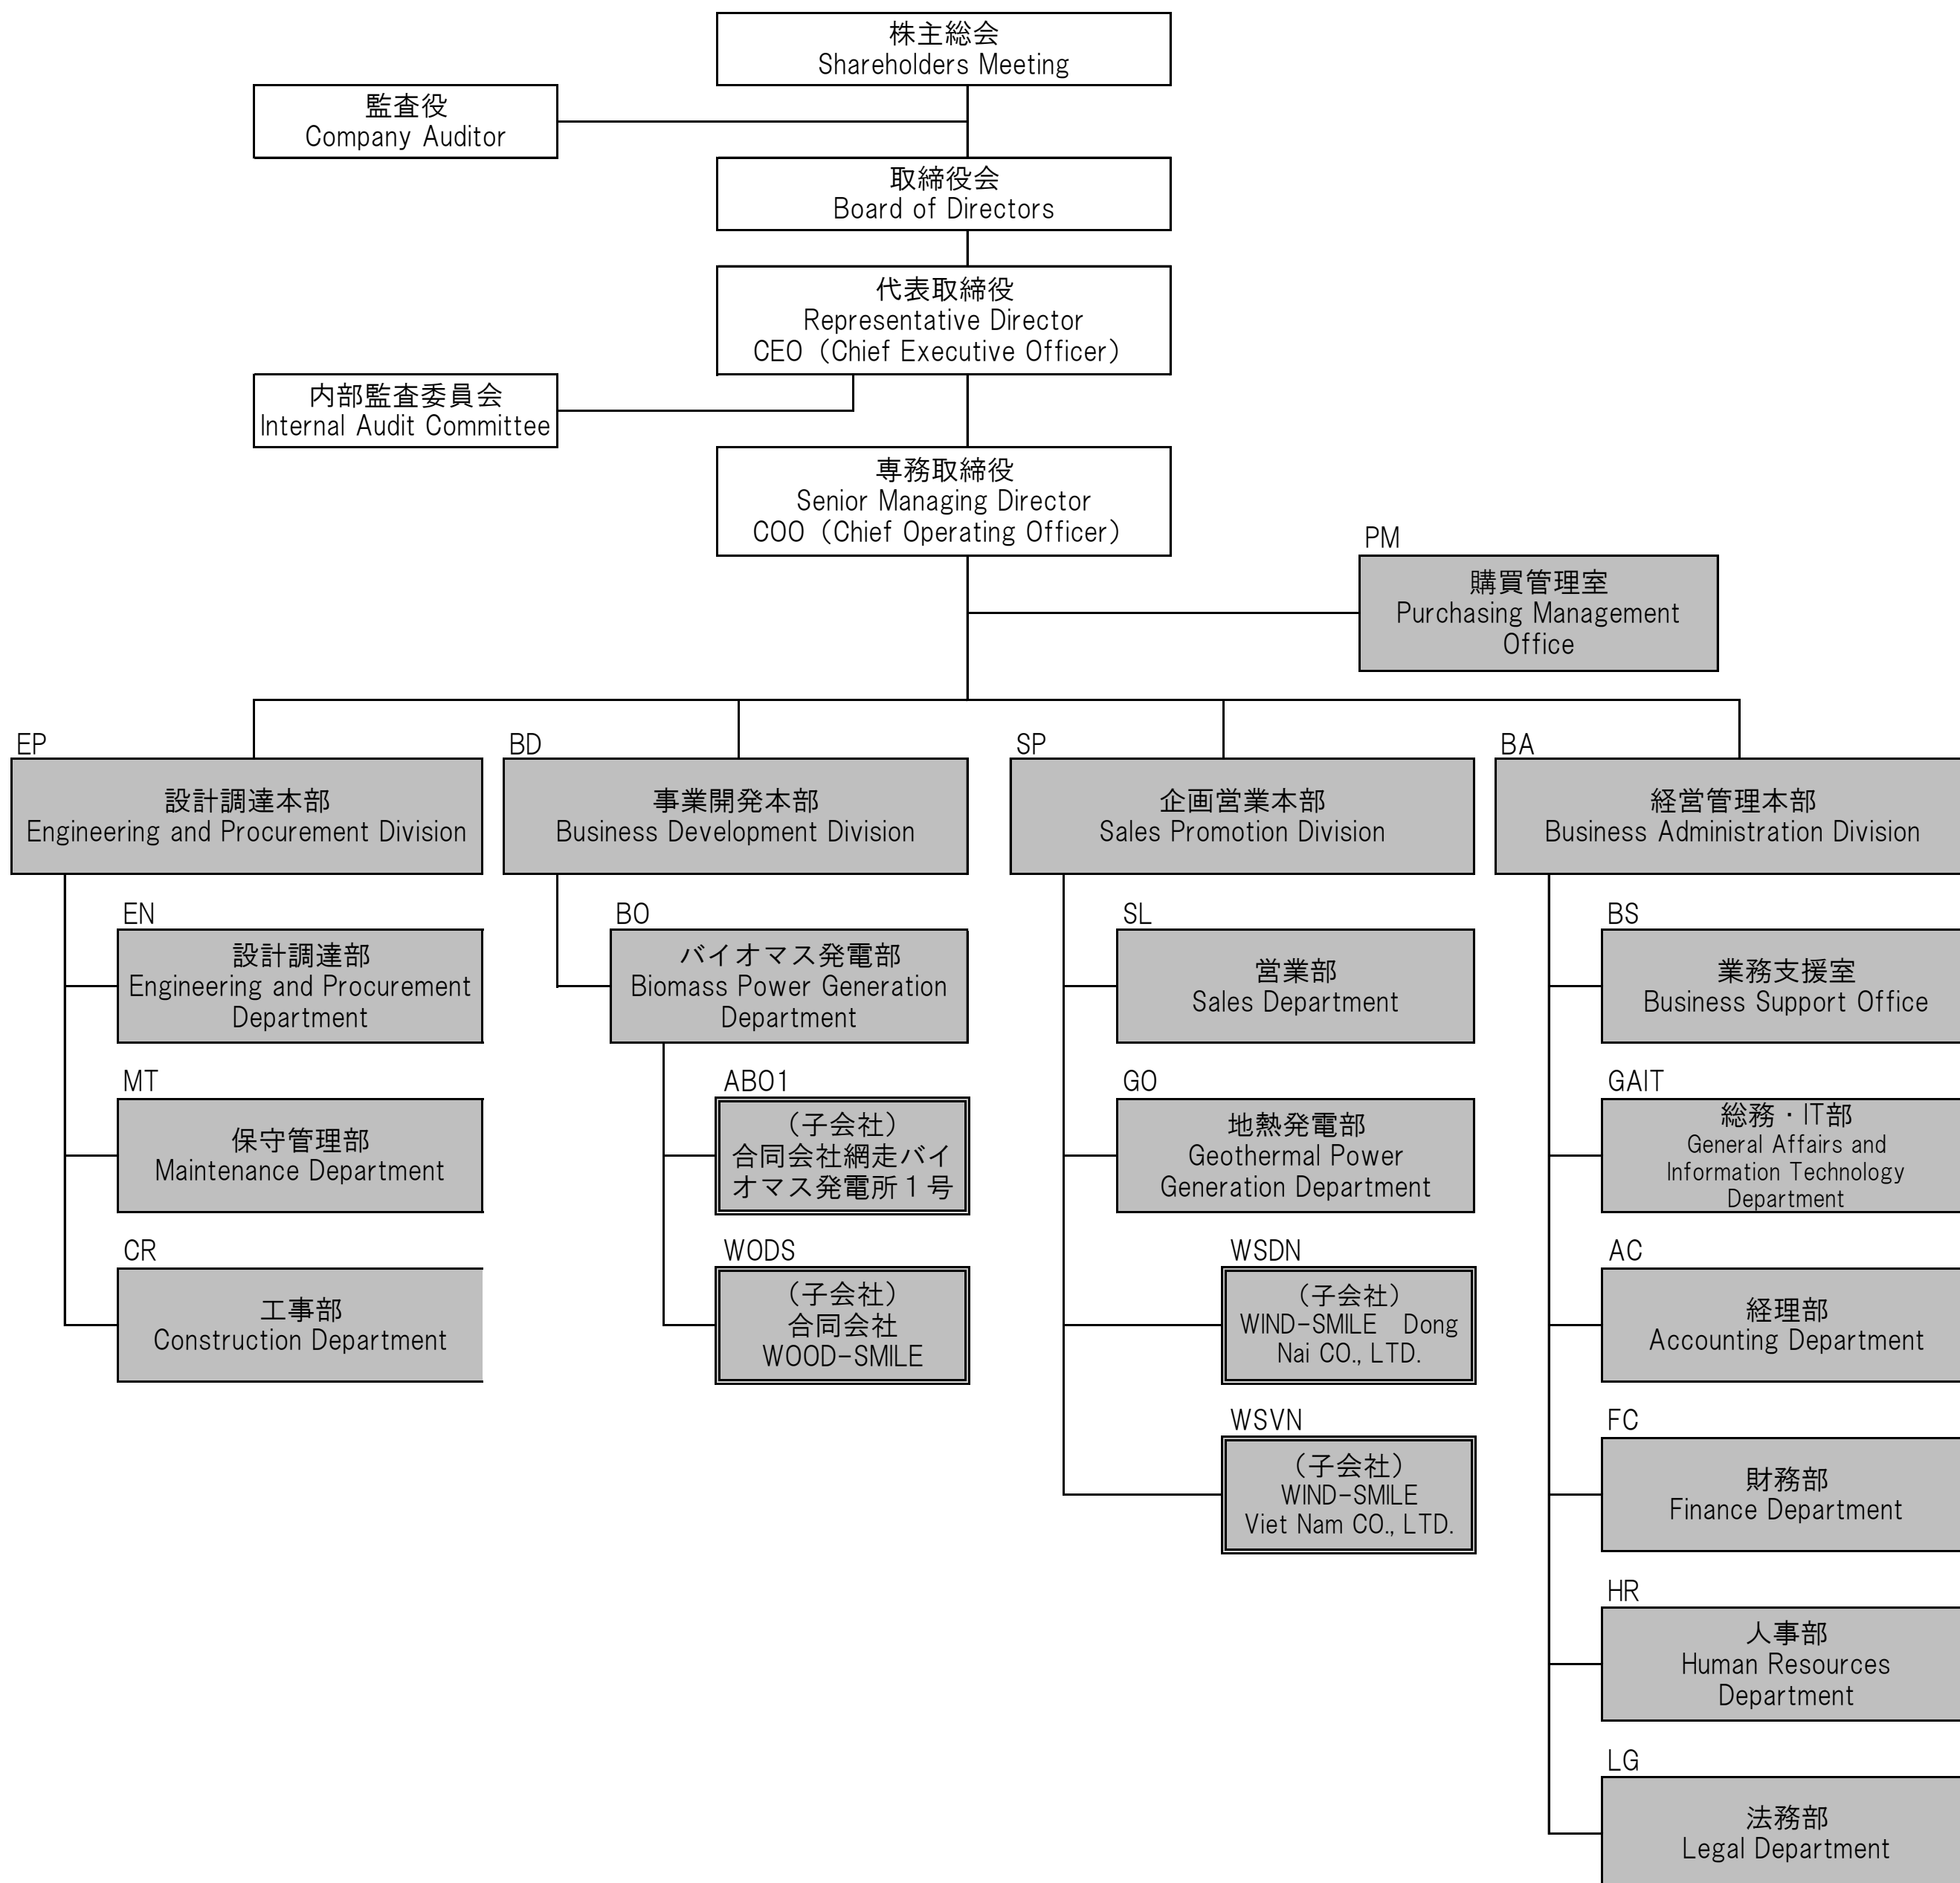 株主総会
Shareholders Meeting
監査役
Company Auditor
取締役会
Board of Directors
代表取締役
Representative Director
CEO（Chief Executive Officer）
内部監査委員会
Internal Audit Committee
専務取締役
Senior Managing Director
COO（Chief Operating Officer）
PM
購買管理室
Purchasing Management
Office
EP
設計調達本部
Engineering and Procurement Division
EN
設計調達部
Engineering and Procurement
Department
MT
保守管理部
Maintenance Department
CR
工事部
Construction Department
BD
事業開発本部
Business Development Division
BO
バイオマス発電部
Biomass Power Generation
Department
ABO1
（子会社）
合同会社網走バイ
オマス発電所１号
WODS
（子会社）
合同会社
WOOD-SMILE
SP
企画営業本部
Sales Promotion Division
SL
営業部
Sales Department
GO
地熱発電部
Geothermal Power
Generation Department
WSDN
（子会社）
WIND-SMILE　Dong
Nai CO., LTD.
WSVN
（子会社）
WIND-SMILE
Viet Nam CO., LTD.
BA
経営管理本部
Business Administration Division
BS
業務支援室
Business Support Office
GAIT
総務・IT部
General Affairs and
Information Technology
Department
AC
経理部
Accounting Department
FC
財務部
Finance Department
HR
人事部
Human Resources
Department
LG
法務部
Legal Department